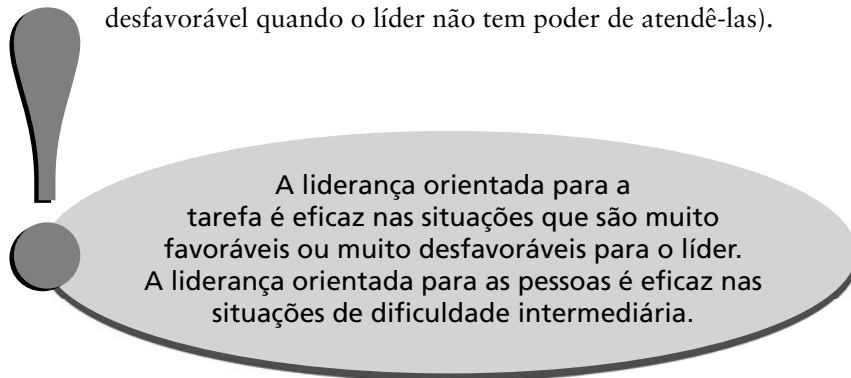 desfavorável quando o líder não tem poder de atendê-las).
A liderança orientada para a
tarefa é eficaz nas situações que são muito
favoráveis ou muito desfavoráveis para o líder.
A liderança orientada para as pessoas é eficaz nas
situações de dificuldade intermediária.